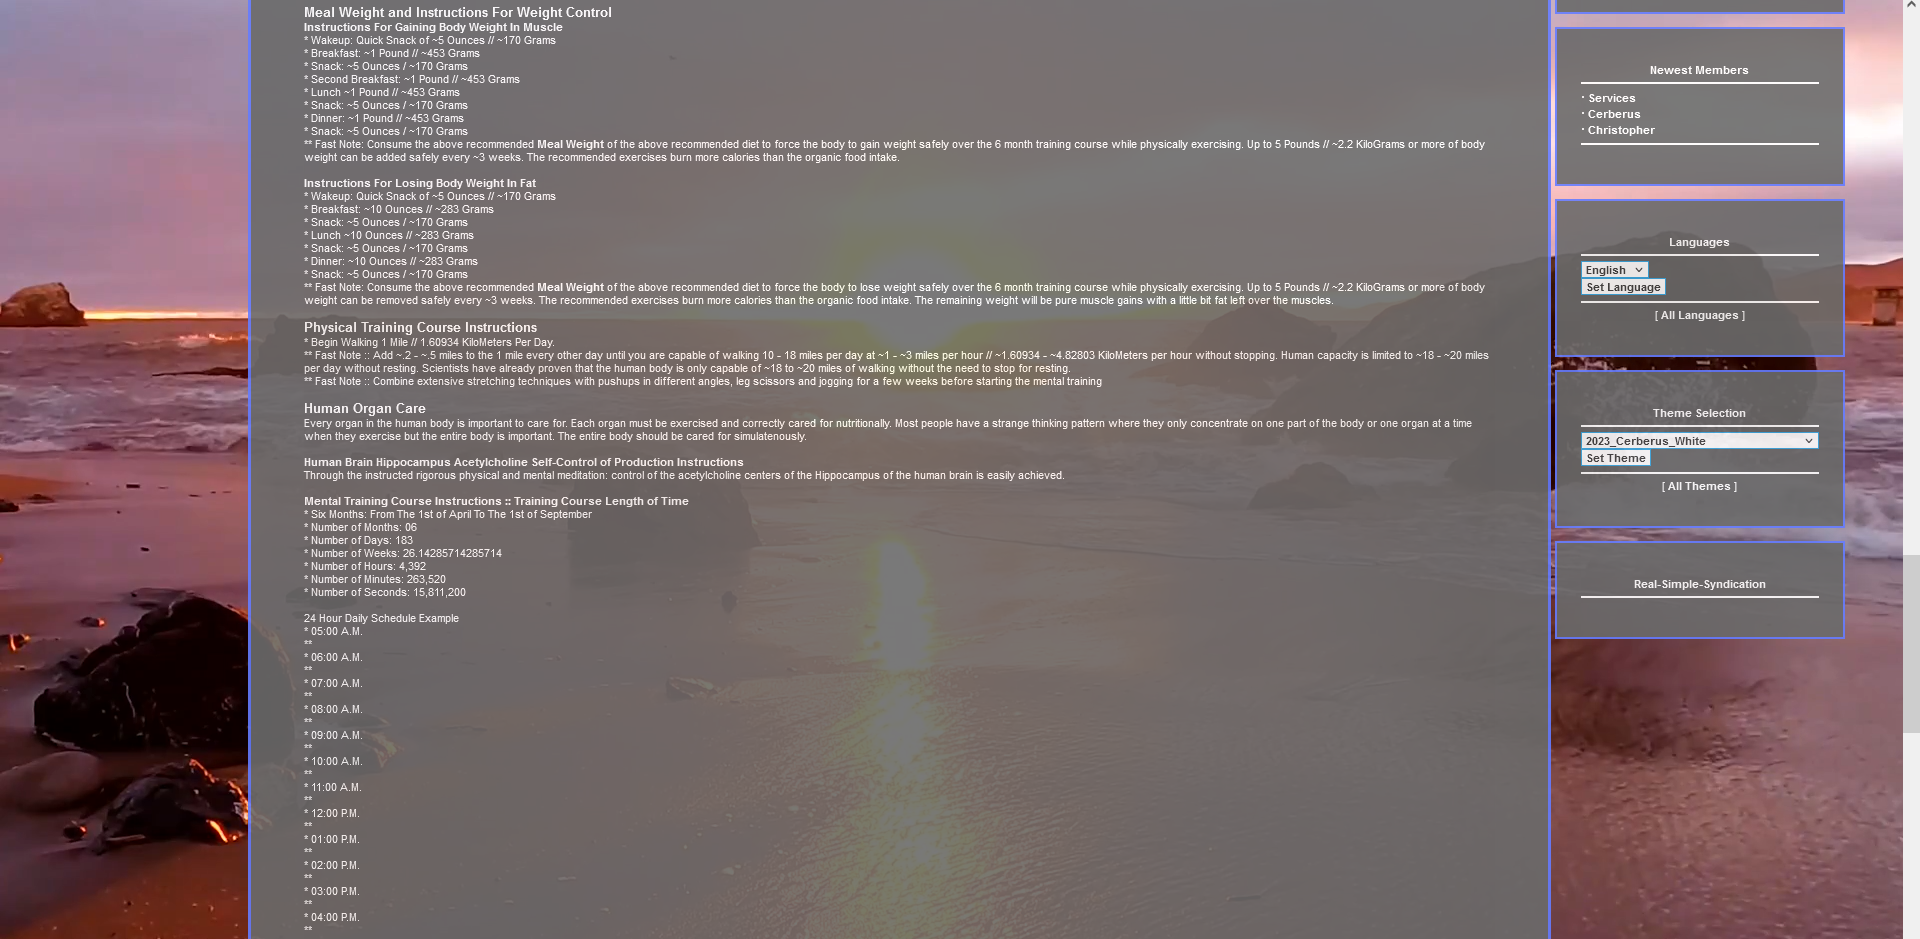 Meal Weight and Instructions For Weight Control
Instructions For Gaining Body Weight In Muscle
* Wakeup: Quick Snack of ~5 Ounces // ~170 Grams
* Breakfast: ~1 Pound // ~453 Grams
* Snack: ~5 Ounces / ~170 Grams
* Second Breakfast: ~1 Pound // ~453 Grams
* Lunch ~1 Pound // ~453 Grams
* Snack: ~5 Ounces / ~170 Grams
* Dinner: ~1 Pound // ~453 Grams
* Snack: ~5 Ounces / ~170 Grams
** Fast Note: Consume the above recommended Meal Weight of the above recommended diet to force the body to gain weight safely over the 6 month training course while physically exercising. Up to 5 Pounds // ~2.2 KiloGrams or more of body
weight can be added safely every ~3 weeks. The recommended exercises burn more calories than the organic food intake.
Instructions For Losing Body Weight In Fat
* Wakeup: Quick Snack of ~5 Ounces // ~170 Grams
* Breakfast: ~10 Ounces // ~283 Grams
* Snack: ~5 Ounces / ~170 Grams
* Lunch ~10 Ounces // ~283 Grams
* Snack: ~5 Ounces / ~170 Grams
* Dinner: ~10 Ounces // ~283 Grams
* Snack: ~5 Ounces / ~170 Grams
** Fast Note: Consume the above recommended Meal Weight of the above recommended diet to force the body to lose weight safely over the 6 month training course while physically exercising. Up to 5 Pounds // ~2.2 KiloGrams or more of body
weight can be removed safely every ~3 weeks. The recommended exercises burn more calories than the organic food intake. The remaining weight will be pure muscle gains with a little bit fat left over the muscles.
Physical Training Course Instructions
* Begin Walking 1 Mile // 1.60934 KiloMeters Per Day.
** Fast Note :: Add ~.2 - ~.5 miles to the 1 mile every other day until you are capable of walking 10 - 18 miles per day at ~1 - ~3 miles per hour // ~1.60934 - ~4.82803 KiloMeters per hour without stopping. Human capacity is limited to ~18 - ~20 miles
per day without resting. Scientists have already proven that the human body is only capable of ~18 to ~20 miles of walking without the need to stop for resting.
** Fast Note :: Combine extensive stretching techniques with pushups in different angles, leg scissors and jogging for a few weeks before starting the mental training
Human Organ Care
Every organ in the human body is important to care for. Each organ must be exercised and correctly cared for nutritionally. Most people have a strange thinking pattern where they only concentrate on one part of the body or one organ at a time
when they exercise but the entire body is important. The entire body should be cared for simulatenously.
Human Brain Hippocampus Acetylcholine Self-Control of Production Instructions
Through the instructed rigorous physical and mental meditation: control of the acetylcholine centers of the Hippocampus of the human brain is easily achieved.
Mental Training Course Instructions :: Training Course Length of Time
* Six Months: From The 1st of April To The 1st of September
* Number of Months: 06
* Number of Days: 183
* Number of Weeks: 26.14285714285714
* Number of Hours: 4,392
* Number of Minutes: 263,520
* Number of Seconds: 15,811,200
24 Hour Daily Schedule Example
* 05:00 A.M.
**
* 06:00 A.M.
**
* 07:00 A.M.
**
* 08:00 A.M.
**
* 09:00 A.M.
**
* 10:00 A.M.
**
* 11:00 A.M.
**
* 12:00 P.M.
**
* 01:00 P.M.
**
* 02:00 P.M.
**
* 03:00 P.M.
**
* 04:00 P.M.
**
Newest Members
· Services
· Cerberus
· Christopher
Languages
English
Set Language
[ All Languages ]
Theme Selection
2023_Cerberus_White
Set Theme
[ All Themes ]
Real-Simple-Syndication